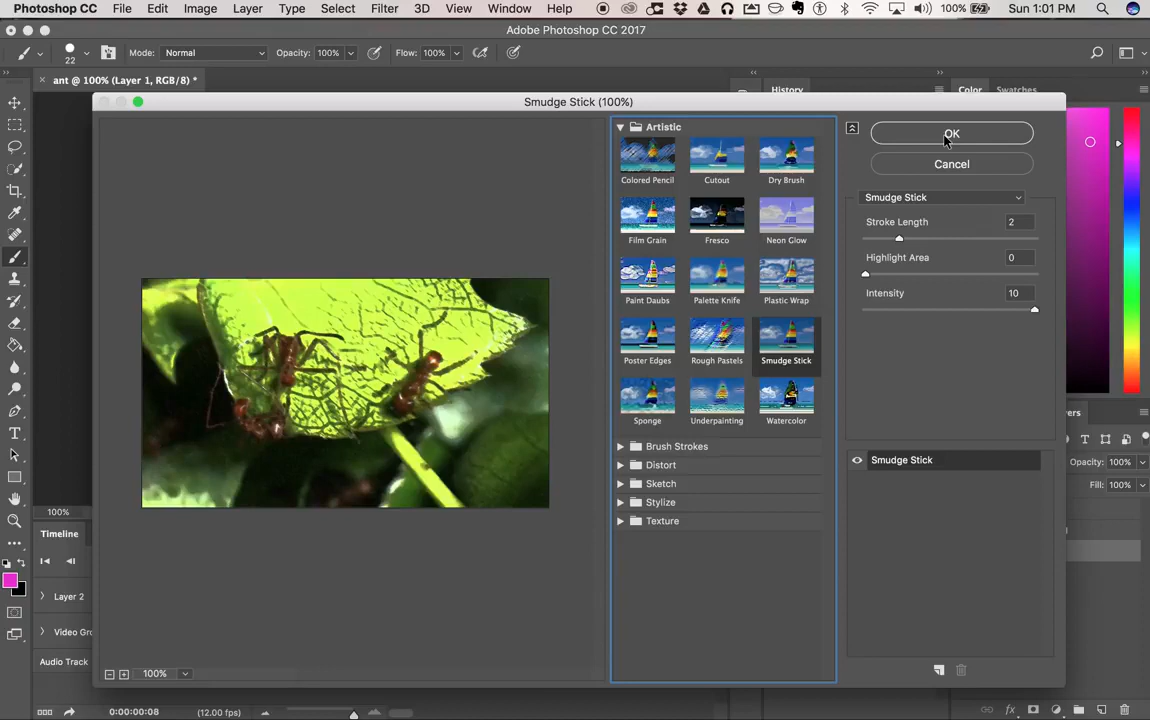 Photoshop CC File Edit Image Layer Type Select Filter 3D View Window Help 100% Sun 1:01 PM
Adobe Photoshop CC 2017
22 Mode: Normal Opacity: 100% Flow: 100%
ant @ 100% (Layer 1, RGB/8) * History Color Swatches
Smudge Stick (100%)
Artistic
Colored Pencil Cutout Dry Brush
Film Grain Fresco Neon Glow
Paint Daubs Palette Knife Plastic Wrap
Poster Edges Rough Pastels Smudge Stick
Sponge Underpainting Watercolor
Brush Strokes
Distort
Sketch
Stylize
Texture
OK
Cancel
Smudge Stick
Stroke Length 2
Highlight Area 0
Intensity 10
Smudge Stick
100%
Opacity: 100%
Fill: 100%
100%
Timeline
Layer 2
Audio Track
0:00:00:08 (12.00 fps)